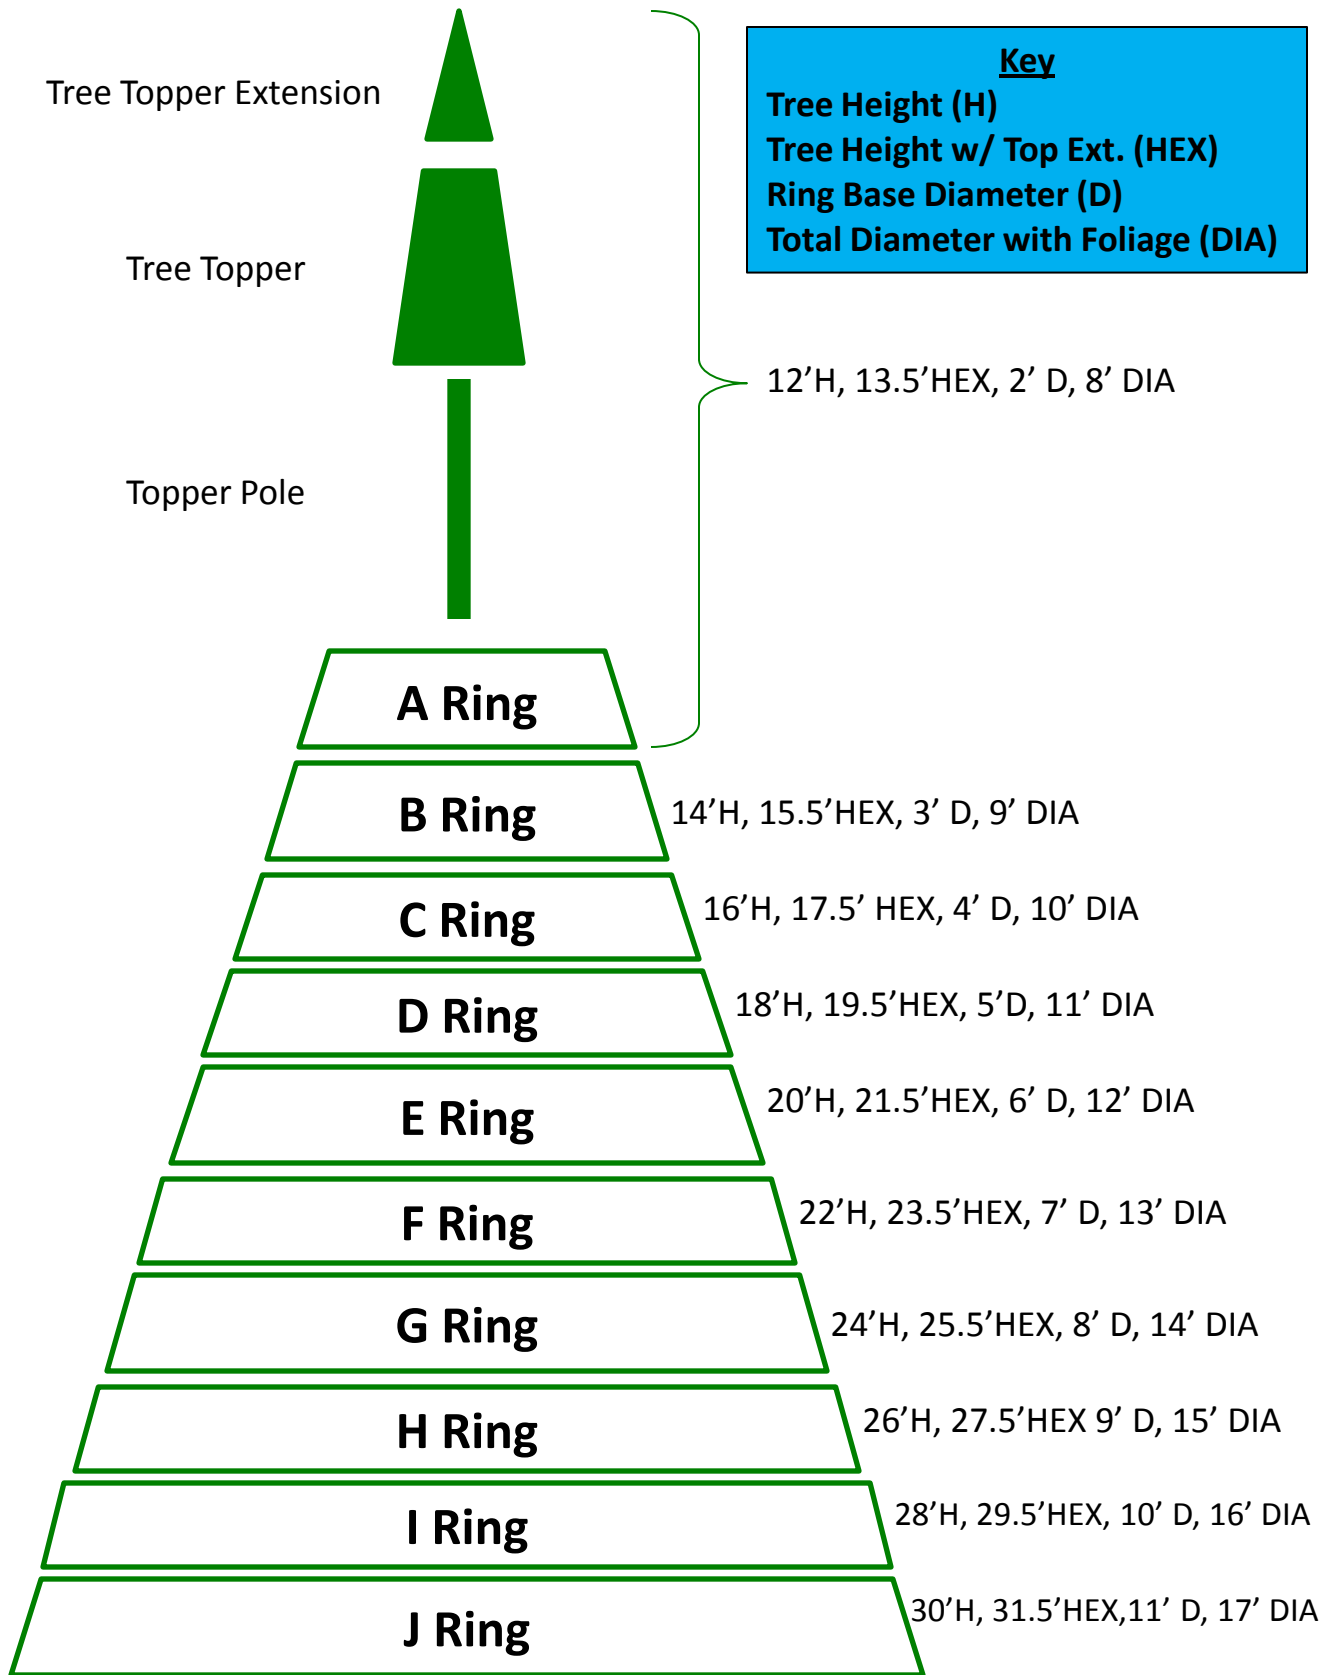 Key
Tree Height (H)
Tree Height w/ Top Ext. (HEX)
Ring Base Diameter (D)
Total Diameter with Foliage (DIA)
Tree Topper Extension
Tree Topper
12’H, 13.5’HEX, 2’ D, 8’ DIA
Topper Pole
A Ring
B Ring
14’H, 15.5’HEX, 3’ D, 9’ DIA
C Ring
16’H, 17.5’ HEX, 4’ D, 10’ DIA
D Ring
18’H, 19.5’HEX, 5’D, 11’ DIA
E Ring
20’H, 21.5’HEX, 6’ D, 12’ DIA
F Ring
22’H, 23.5’HEX, 7’ D, 13’ DIA
G Ring
24’H, 25.5’HEX, 8’ D, 14’ DIA
H Ring
26’H, 27.5’HEX 9’ D, 15’ DIA
I Ring
28’H, 29.5’HEX, 10’ D, 16’ DIA
J Ring
30’H, 31.5’HEX,11’ D, 17’ DIA